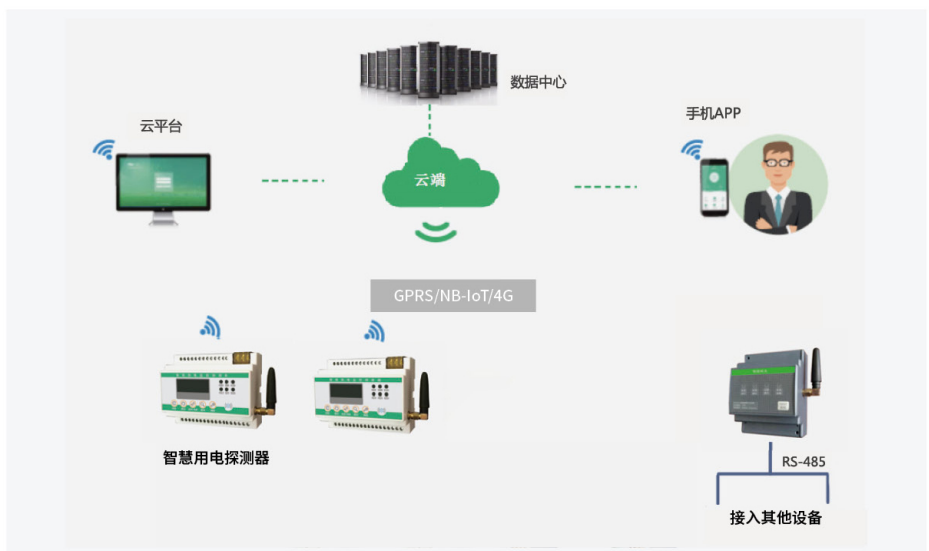 数据中心
手机APP
云平台
云端
GPRS/NB-IoT/4G
智慧用电探测器
RS-485
接入其他设备